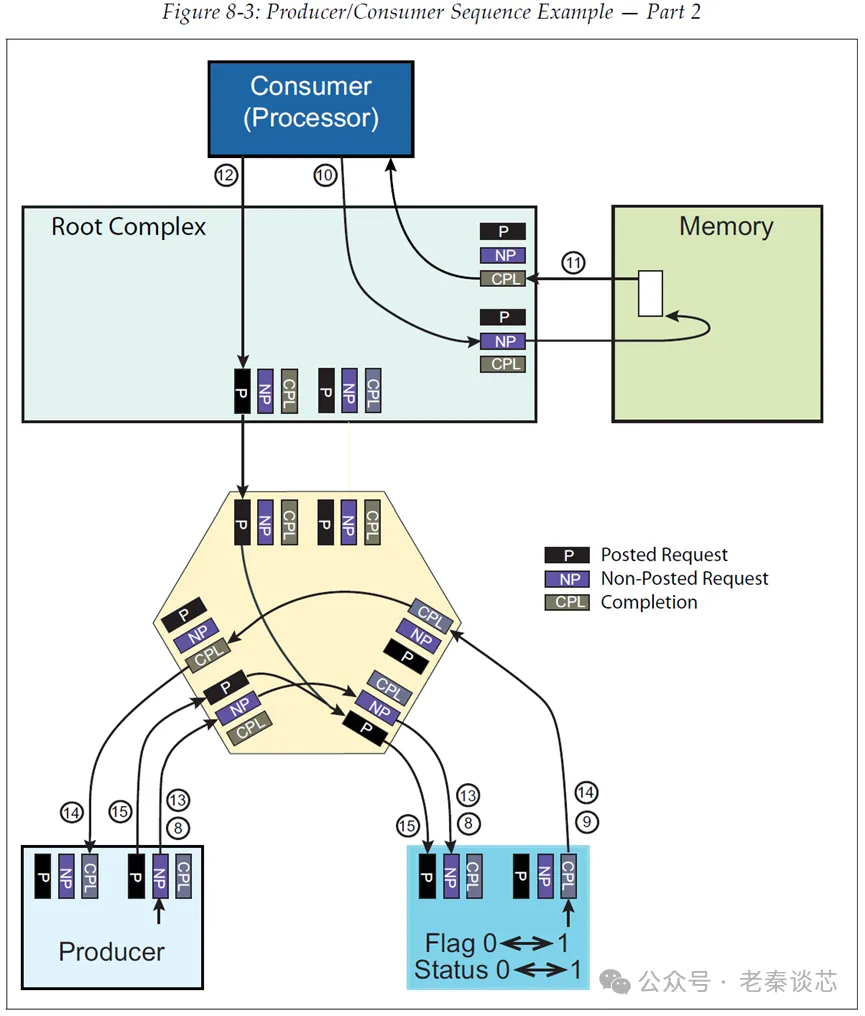 Figure 8-3: Producer/Consumer Sequence Example — Part 2
Consumer
(Processor)
12
10
Root Complex
Memory
P
NP
CPL
11
P
NP
CPL
P
NP
CPL
P
NP
CPL
P
NP
CPL
P
NP
CPL
P Posted Request
NP Non-Posted Request
CPL Completion
P
NP
CPL
CPL
NP
P
P
NP
CPL
CPL
NP
P
14
15
13
8
15
13
8
14
9
P
NP
CPL
P
NP
CPL
Producer
P
NP
CPL
P
NP
CPL
Flag 0 1
Status 0 1
公众号 · 老秦谈芯